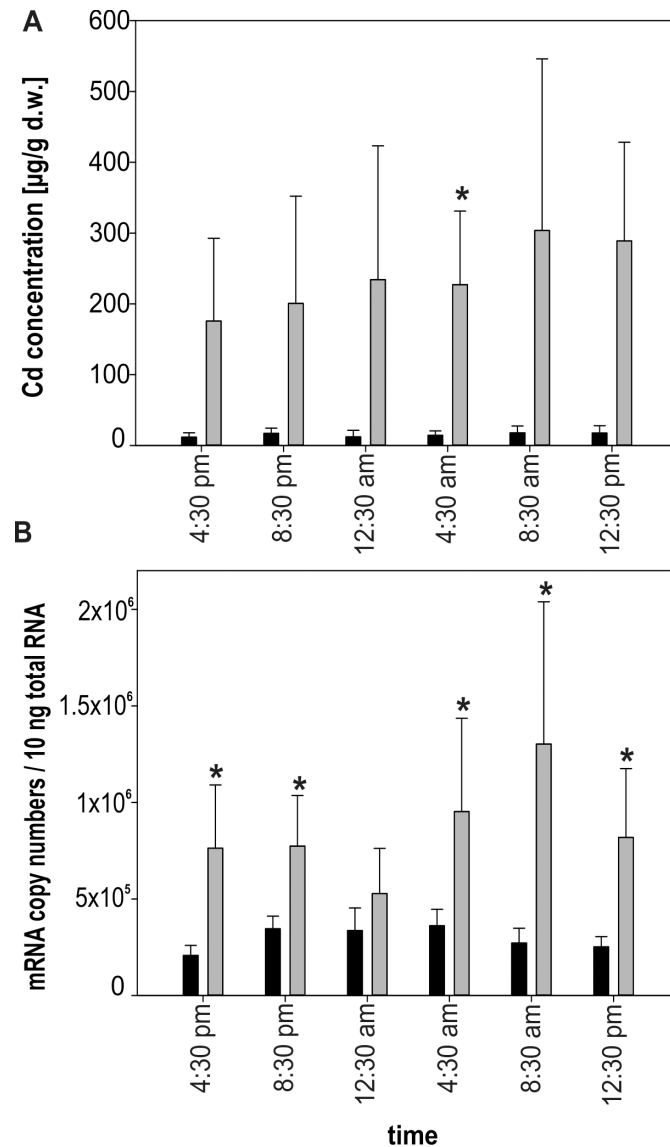 A
Cd concentration [µg/g d.w.]
600
500
400
300
200
100
0
*
4:30 pm
8:30 pm
12:30 am
4:30 am
8:30 am
12:30 pm
B
mRNA copy numbers / 10 ng total RNA
2x10⁶
1.5x10⁶
1x10⁶
5x10⁵
0
* * * * *
4:30 pm
8:30 pm
12:30 am
4:30 am
8:30 am
12:30 pm
time